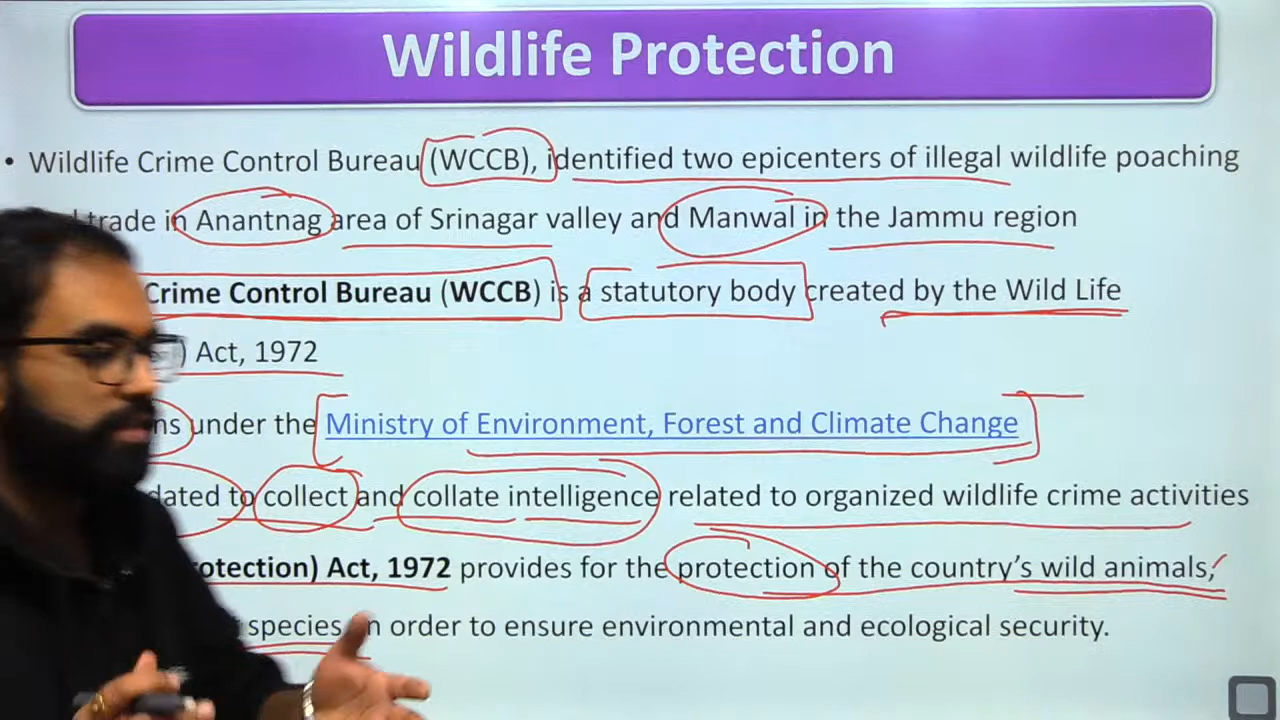 Wildlife Protection
• Wildlife Crime Control Bureau (WCCB), identified two epicenters of illegal wildlife poaching
trade in Anantnag area of Srinagar valley and Manwal in the Jammu region
Crime Control Bureau (WCCB) is a statutory body created by the Wild Life
) Act, 1972
under the Ministry of Environment, Forest and Climate Change
to collect and collate intelligence related to organized wildlife crime activities
Act, 1972 provides for the protection of the country's wild animals,
species in order to ensure environmental and ecological security.